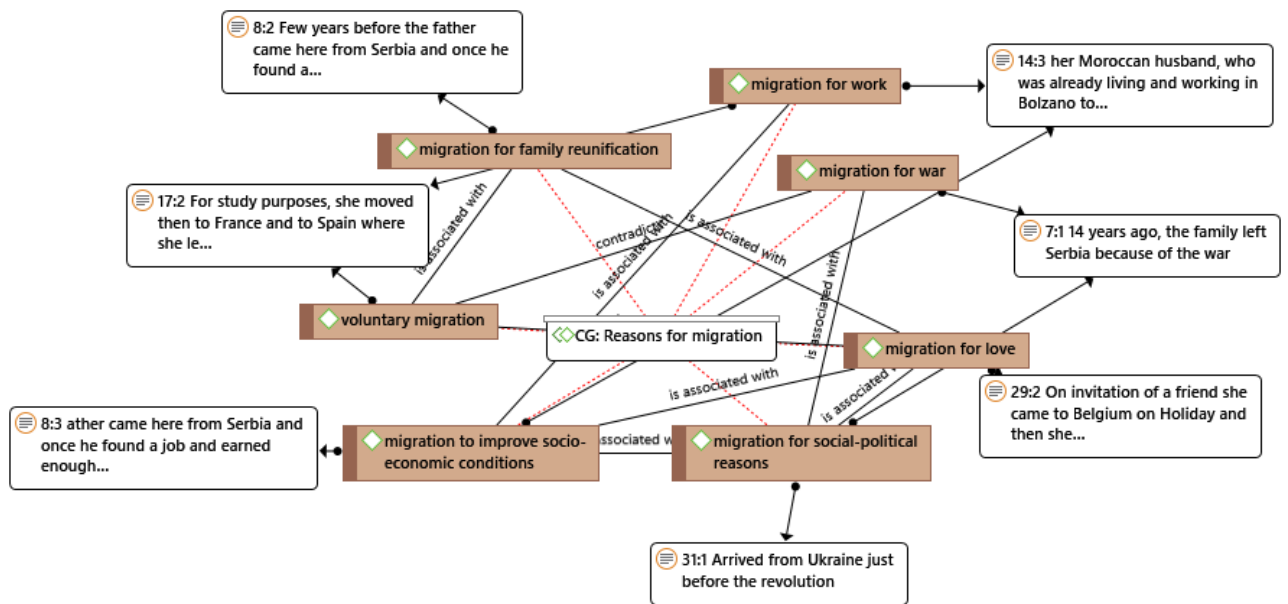 8:2 Few years before the father
came here from Serbia and once he
found a...
migration for work
14:3 her Moroccan husband, who
was already living and working in
Bolzano to...
migration for family reunification
migration for war
17:2 For study purposes, she moved
then to France and to Spain where
she le...
is associated with
contradicts
is associated with
is associated with
7:1 14 years ago, the family left
Serbia because of the war
voluntary migration
CG: Reasons for migration
is associated with
migration for love
is associated with
is associated
8:3 ather came here from Serbia and
once he found a job and earned
enough...
migration to improve socio-
economic conditions
associated
migration for social-political
reasons
29:2 On invitation of a friend she
came to Belgium on Holiday and
then she...
31:1 Arrived from Ukraine just
before the revolution